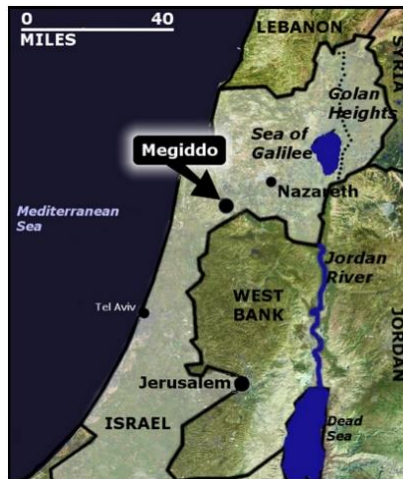 0 40
MILES
LEBANON
SYRIA
Golan
Heights
Sea of
Galilee
Megiddo
Nazareth
Mediterranean
Sea
Jordan
River
WEST
BANK
Tel Aviv
JORDAN
Jerusalem
ISRAEL
Dead
Sea